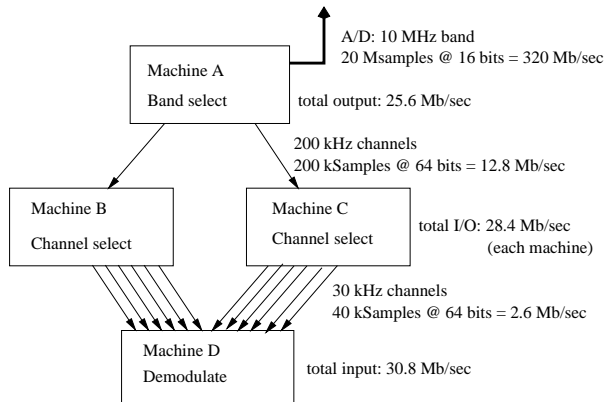 A/D: 10 MHz band
20 Msamples @ 16 bits = 320 Mb/sec
Machine A
Band select
total output: 25.6 Mb/sec
200 kHz channels
200 kSamples @ 64 bits = 12.8 Mb/sec
Machine B
Channel select
Machine C
Channel select
total I/O: 28.4 Mb/sec
(each machine)
30 kHz channels
40 kSamples @ 64 bits = 2.6 Mb/sec
Machine D
Demodulate
total input: 30.8 Mb/sec